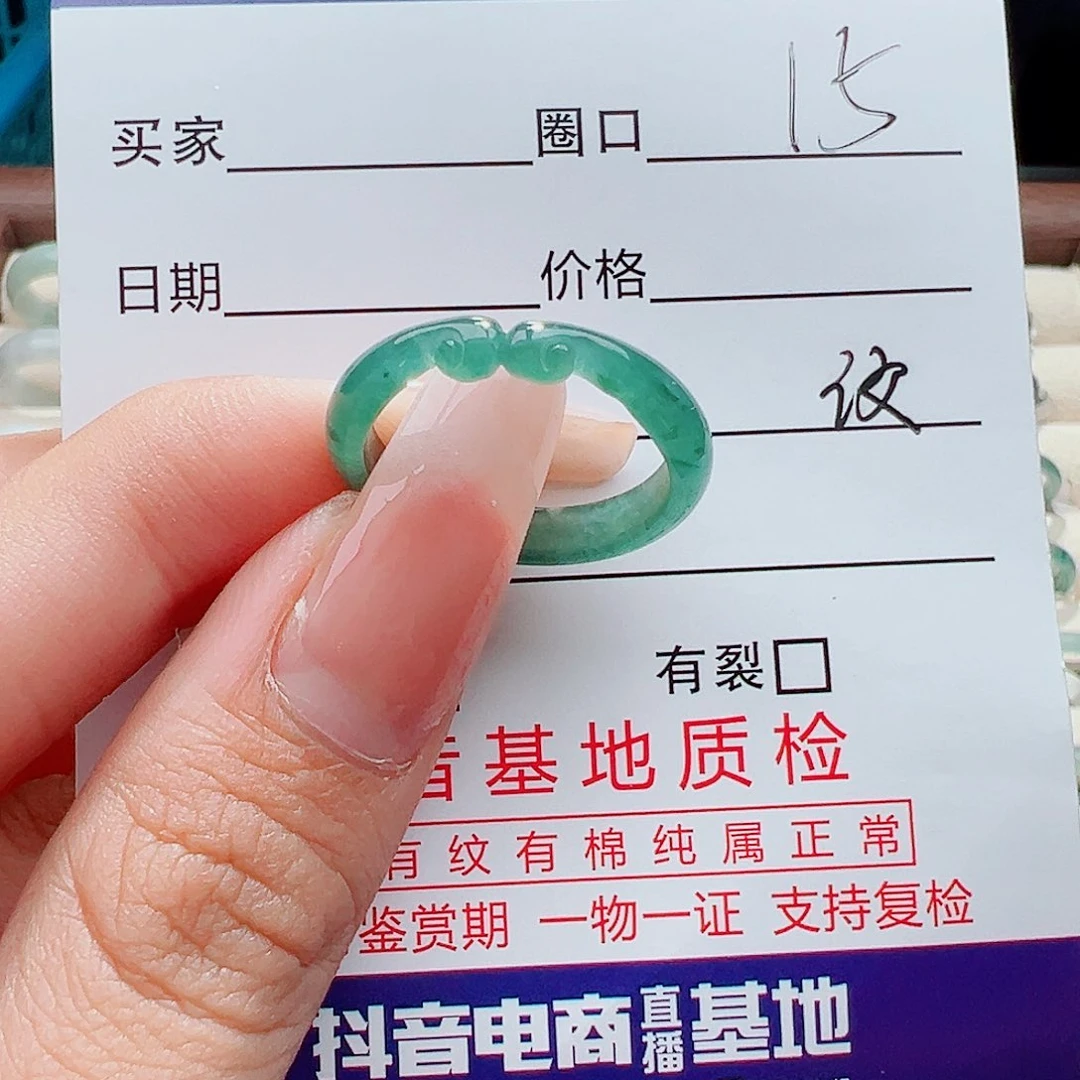 买家 圈口 15
日期 价格
纹
有裂
音基地质检
有纹有棉纯属正常
鉴赏期 一物一证 支持复检
抖音电商直播基地